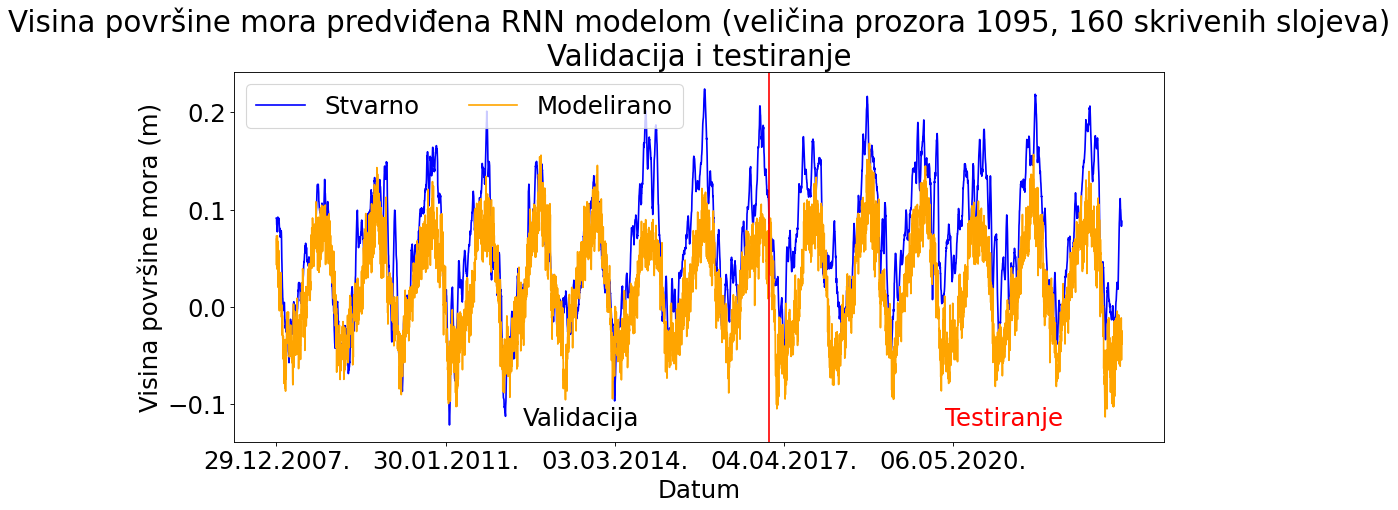 Visina površine mora predviđena RNN modelom (veličina prozora 1095, 160 skrivenih slojeva)
Validacija i testiranje
Stvarno Modelirano
Visina površine mora (m)
0.2
0.1
0.0
−0.1
Validacija Testiranje
29.12.2007. 30.01.2011. 03.03.2014. 04.04.2017. 06.05.2020.
Datum